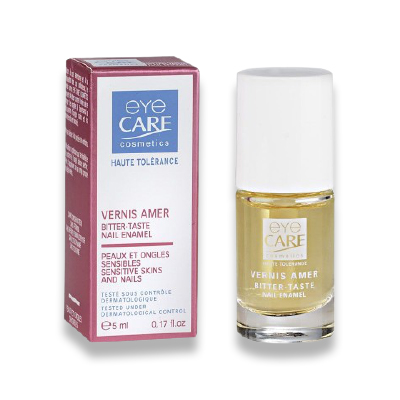 eye
CARE
cosmetics
HAUTE TOLÉRANCE
VERNIS AMER
BITTER-TASTE
NAIL ENAMEL
PEAUX ET ONGLES
SENSIBLES
SENSITIVE SKINS
AND NAILS
TESTÉ SOUS CONTRÔLE
DERMATOLOGIQUE
TESTED UNDER
DERMATOLOGICAL CONTROL
℮ 5 ml 0.17 fl.oz
eye
CARE
cosmetics
HAUTE TOLÉRANCE
VERNIS AMER
BITTER-TASTE
NAIL ENAMEL